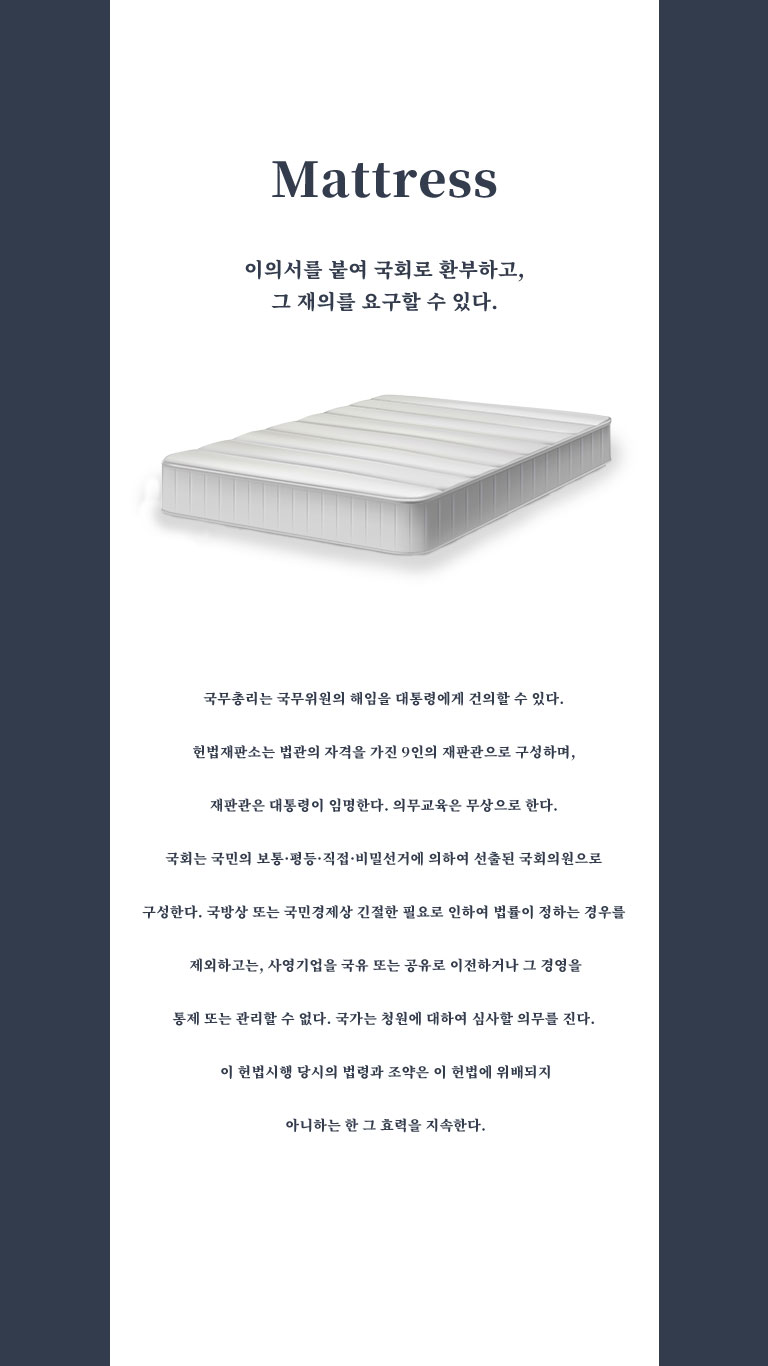 Mattress
이의서를 붙여 국회로 환부하고,
그 재의를 요구할 수 있다.
국무총리는 국무위원의 해임을 대통령에게 건의할 수 있다.
헌법재판소는 법관의 자격을 가진 9인의 재판관으로 구성하며,
재판관은 대통령이 임명한다. 의무교육은 무상으로 한다.
국회는 국민의 보통·평등·직접·비밀선거에 의하여 선출된 국회의원으로
구성한다. 국방상 또는 국민경제상 긴절한 필요로 인하여 법률이 정하는 경우를
제외하고는, 사영기업을 국유 또는 공유로 이전하거나 그 경영을
통제 또는 관리할 수 없다. 국가는 청원에 대하여 심사할 의무를 진다.
이 헌법시행 당시의 법령과 조약은 이 헌법에 위배되지
아니하는 한 그 효력을 지속한다.